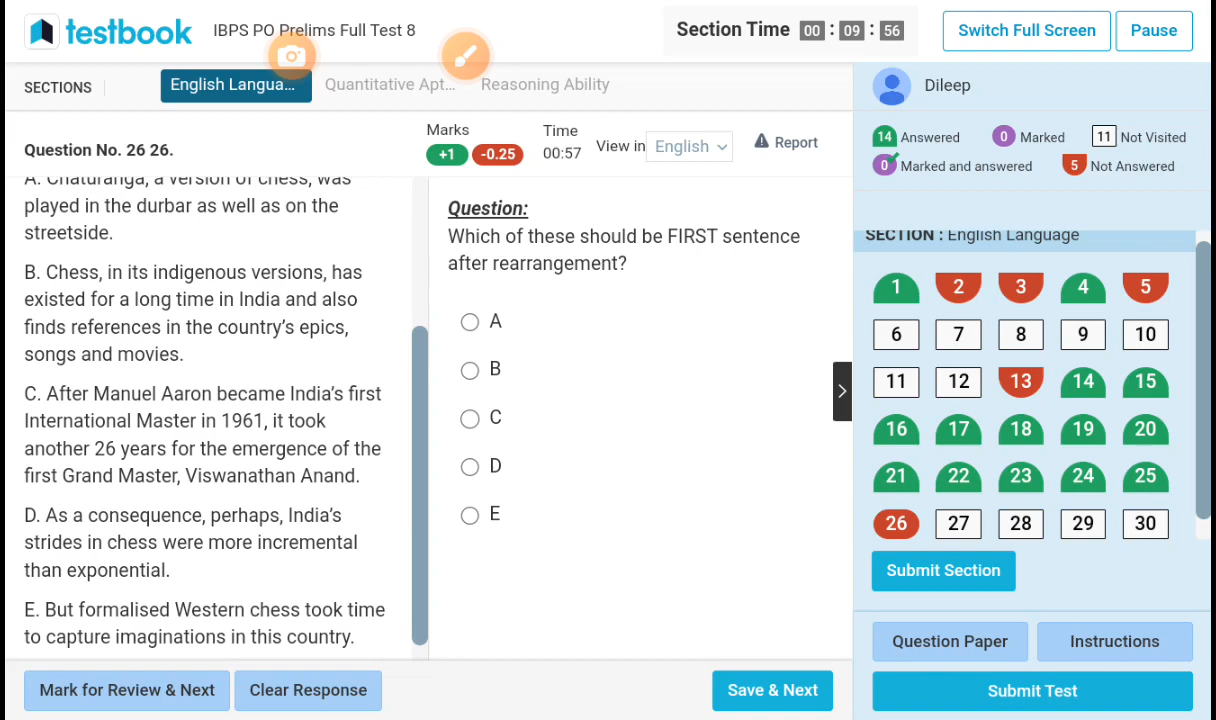 testbook
IBPS PO Prelims Full Test 8
Section Time 00 : 09 : 56
Switch Full Screen
Pause
SECTIONS
English Langua...
Quantitative Apt...
Reasoning Ability
Dileep
Question No. 26 26.
Marks
+1 -0.25
Time
00:57
View in English
Report
14 Answered
0 Marked
11 Not Visited
0 Marked and answered
5 Not Answered
A. Chaturanga, a version of chess, was
played in the durbar as well as on the
streetside.
B. Chess, in its indigenous versions, has
existed for a long time in India and also
finds references in the country's epics,
songs and movies.
C. After Manuel Aaron became India's first
International Master in 1961, it took
another 26 years for the emergence of the
first Grand Master, Viswanathan Anand.
D. As a consequence, perhaps, India's
strides in chess were more incremental
than exponential.
E. But formalised Western chess took time
to capture imaginations in this country.
Question:
Which of these should be FIRST sentence
after rearrangement?
A
B
C
D
E
SECTION : English Language
1 2 3 4 5
6 7 8 9 10
11 12 13 14 15
16 17 18 19 20
21 22 23 24 25
26 27 28 29 30
Submit Section
Question Paper
Instructions
Mark for Review & Next
Clear Response
Save & Next
Submit Test